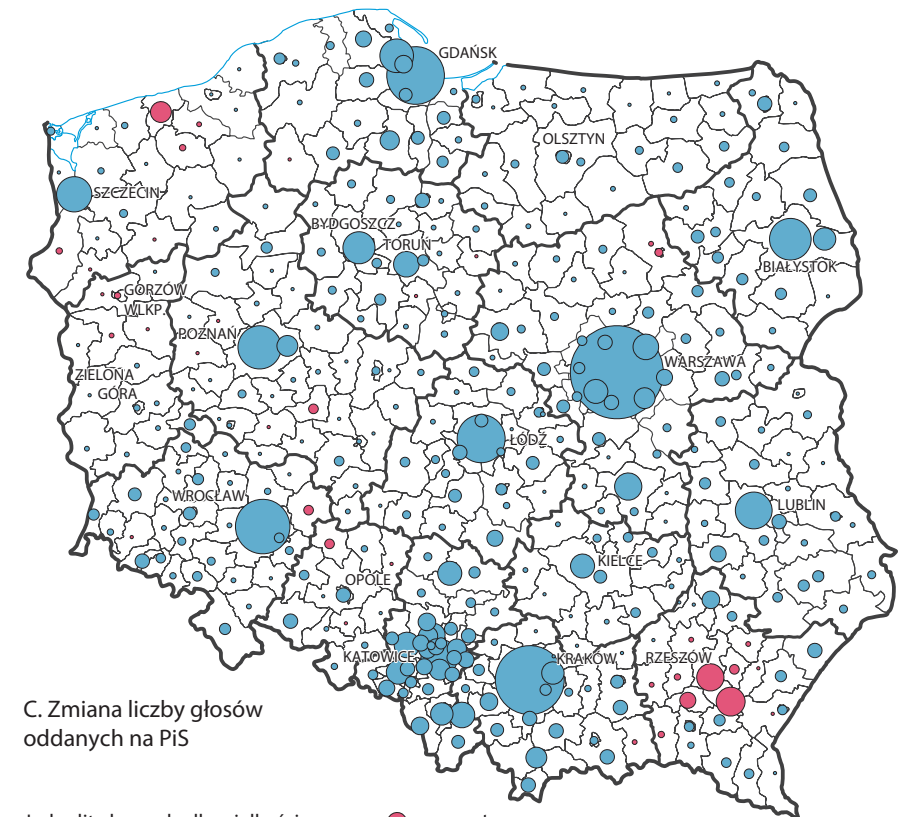 GDAŃSK
OLSZTYN
SZCZECIN
BYDGOSZCZ
TORUŃ
BIAŁYSTOK
GORZÓW
WLKP.
POZNAŃ
WARSZAWA
ZIELONA
GÓRA
ŁÓDŹ
WROCŁAW
LUBLIN
KIELCE
OPOLE
KATOWICE
KRAKÓW
RZESZÓW
C. Zmiana liczby głosów
oddanych na PiS